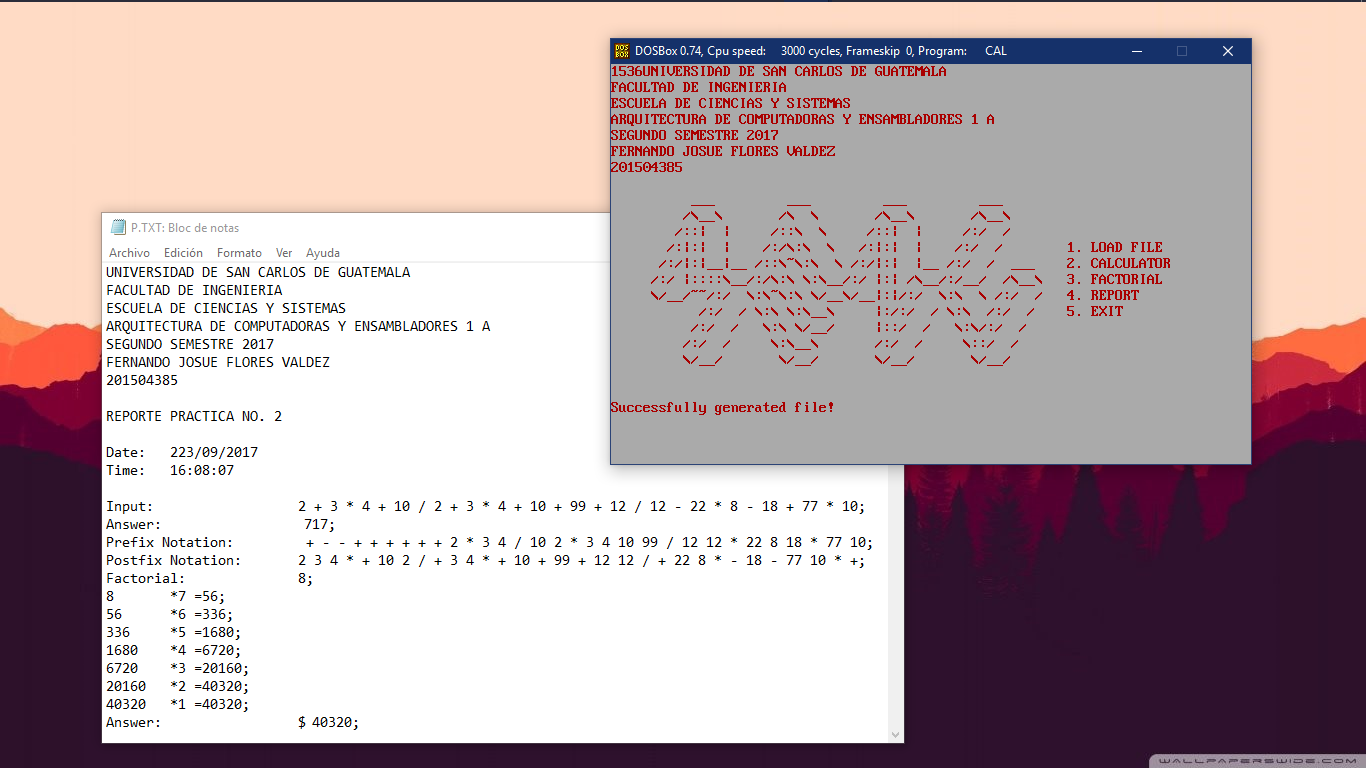 DOSBox 0.74, Cpu speed: 3000 cycles, Frameskip 0, Program: CAL
1536UNIVERSIDAD DE SAN CARLOS DE GUATEMALA
FACULTAD DE INGENIERIA
ESCUELA DE CIENCIAS Y SISTEMAS
ARQUITECTURA DE COMPUTADORAS Y ENSAMBLADORES 1 A
SEGUNDO SEMESTRE 2017
FERNANDO JOSUE FLORES VALDEZ
201504385
1. LOAD FILE
2. CALCULATOR
3. FACTORIAL
4. REPORT
5. EXIT
Successfully generated file!
P.TXT: Bloc de notas
Archivo Edición Formato Ver Ayuda
UNIVERSIDAD DE SAN CARLOS DE GUATEMALA
FACULTAD DE INGENIERIA
ESCUELA DE CIENCIAS Y SISTEMAS
ARQUITECTURA DE COMPUTADORAS Y ENSAMBLADORES 1 A
SEGUNDO SEMESTRE 2017
FERNANDO JOSUE FLORES VALDEZ
201504385
REPORTE PRACTICA NO. 2
Date: 223/09/2017
Time: 16:08:07
Input: 2 + 3 * 4 + 10 / 2 + 3 * 4 + 10 + 99 + 12 / 12 - 22 * 8 - 18 + 77 * 10;
Answer: 717;
Prefix Notation: + - - + + + + + + 2 * 3 4 / 10 2 * 3 4 10 99 / 12 12 * 22 8 18 * 77 10;
Postfix Notation: 2 3 4 * + 10 2 / + 3 4 * + 10 + 99 + 12 12 / + 22 8 * - 18 - 77 10 * +;
Factorial: 8;
8 *7 =56;
56 *6 =336;
336 *5 =1680;
1680 *4 =6720;
6720 *3 =20160;
20160 *2 =40320;
40320 *1 =40320;
Answer: $ 40320;
WALLPAPERSWIDE.COM